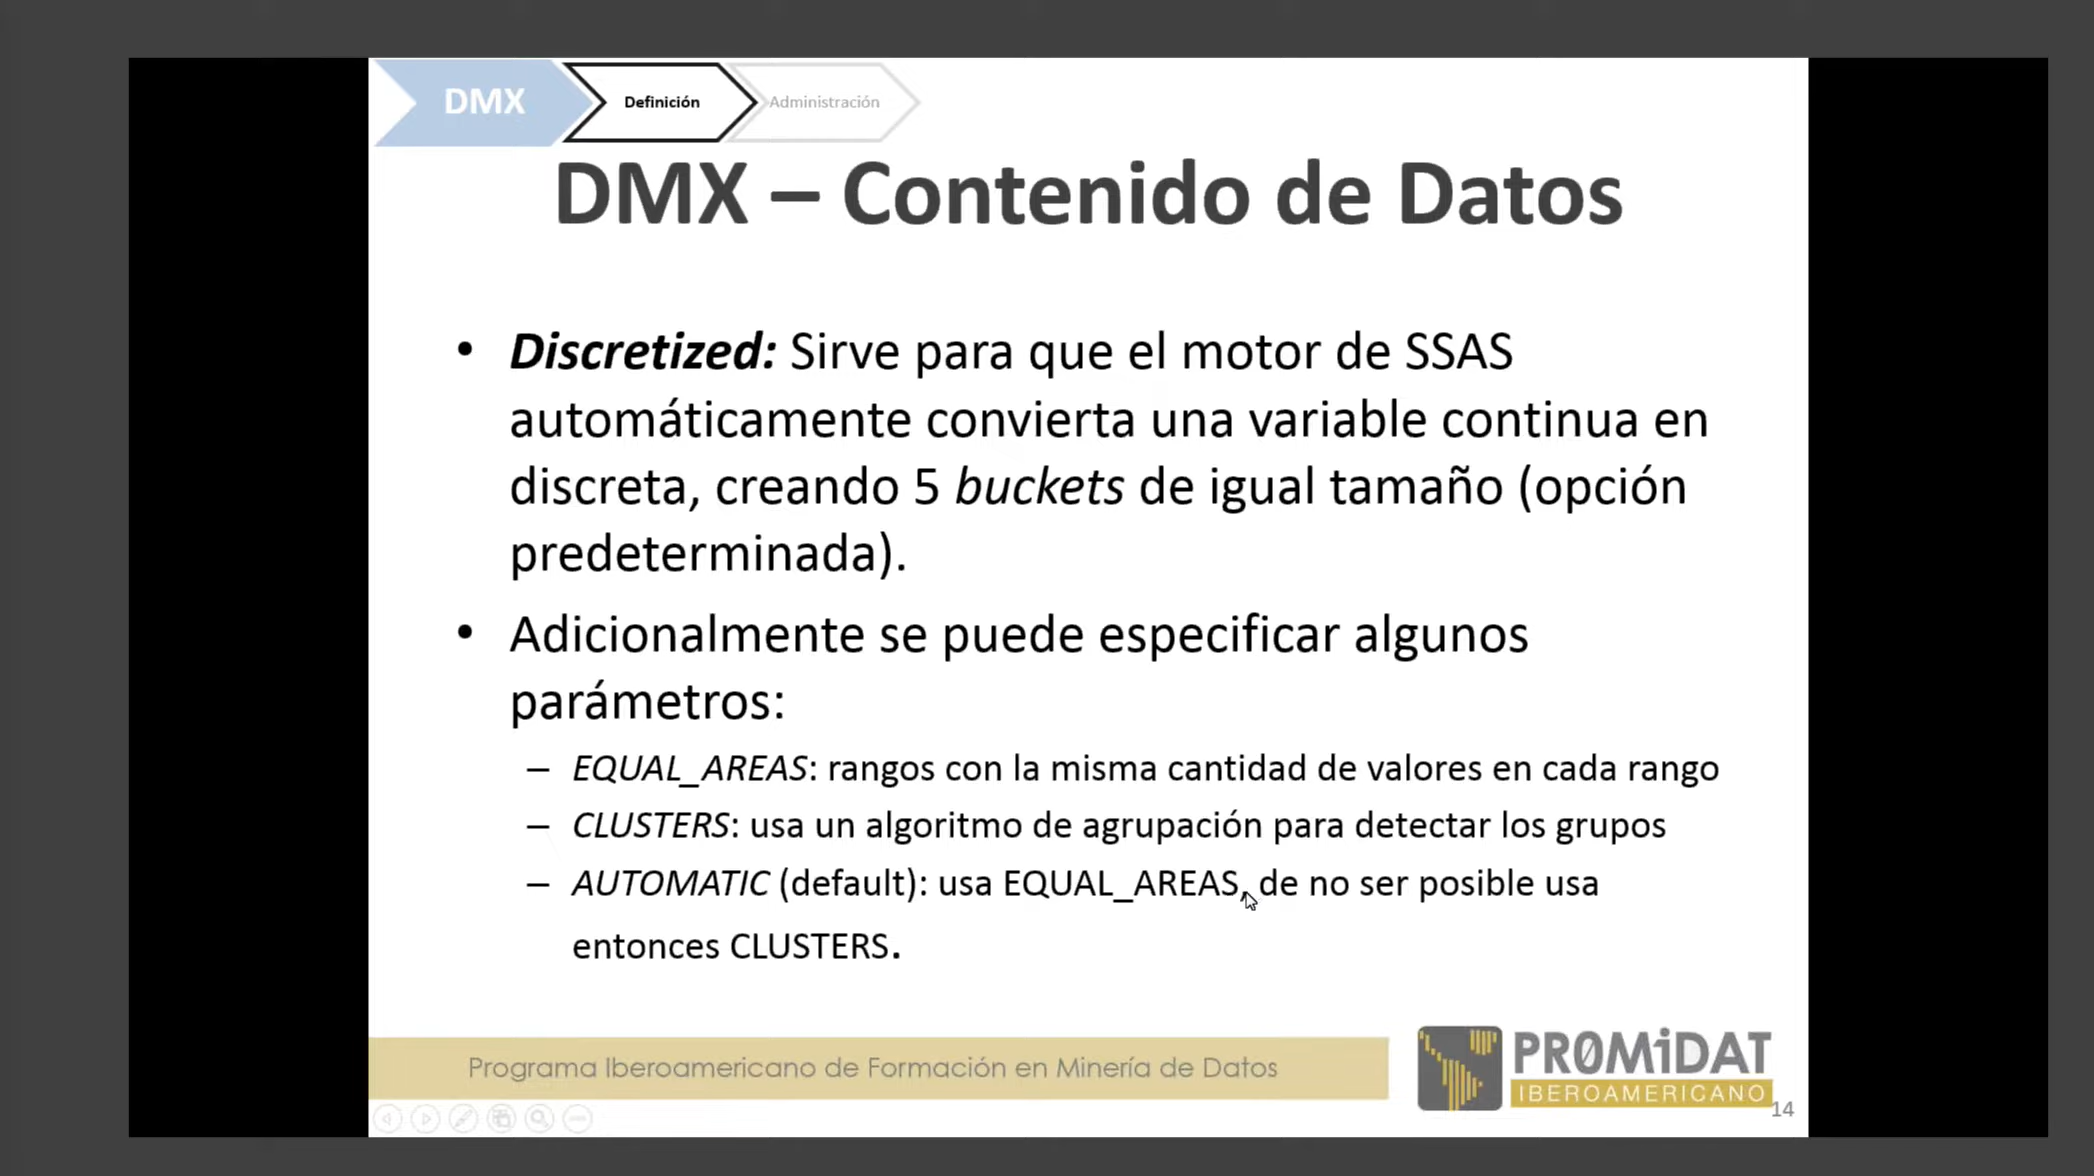 DMX
Definición
Administración
DMX – Contenido de Datos
• Discretized: Sirve para que el motor de SSAS
automáticamente convierta una variable continua en
discreta, creando 5 buckets de igual tamaño (opción
predeterminada).
• Adicionalmente se puede especificar algunos
parámetros:
– EQUAL_AREAS: rangos con la misma cantidad de valores en cada rango
– CLUSTERS: usa un algoritmo de agrupación para detectar los grupos
– AUTOMATIC (default): usa EQUAL_AREAS, de no ser posible usa
entonces CLUSTERS.
Programa Iberoamericano de Formación en Minería de Datos
PR0MiDAT
IBEROAMERICANO
14